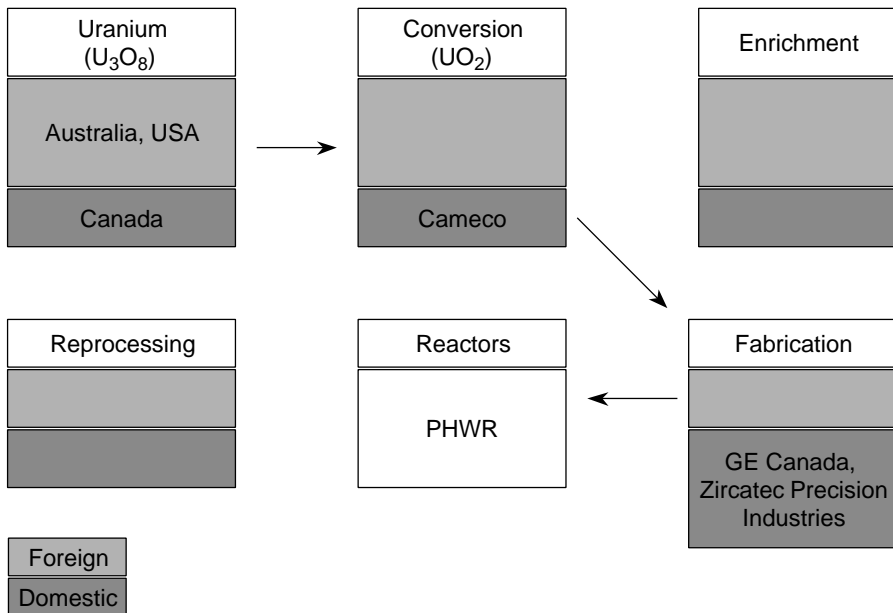 Uranium
(U₃O₈)
Australia, USA
Canada
Conversion
(UO₂)
Cameco
Enrichment
Reprocessing
Reactors
PHWR
Fabrication
GE Canada,
Zircatec Precision
Industries
Foreign
Domestic